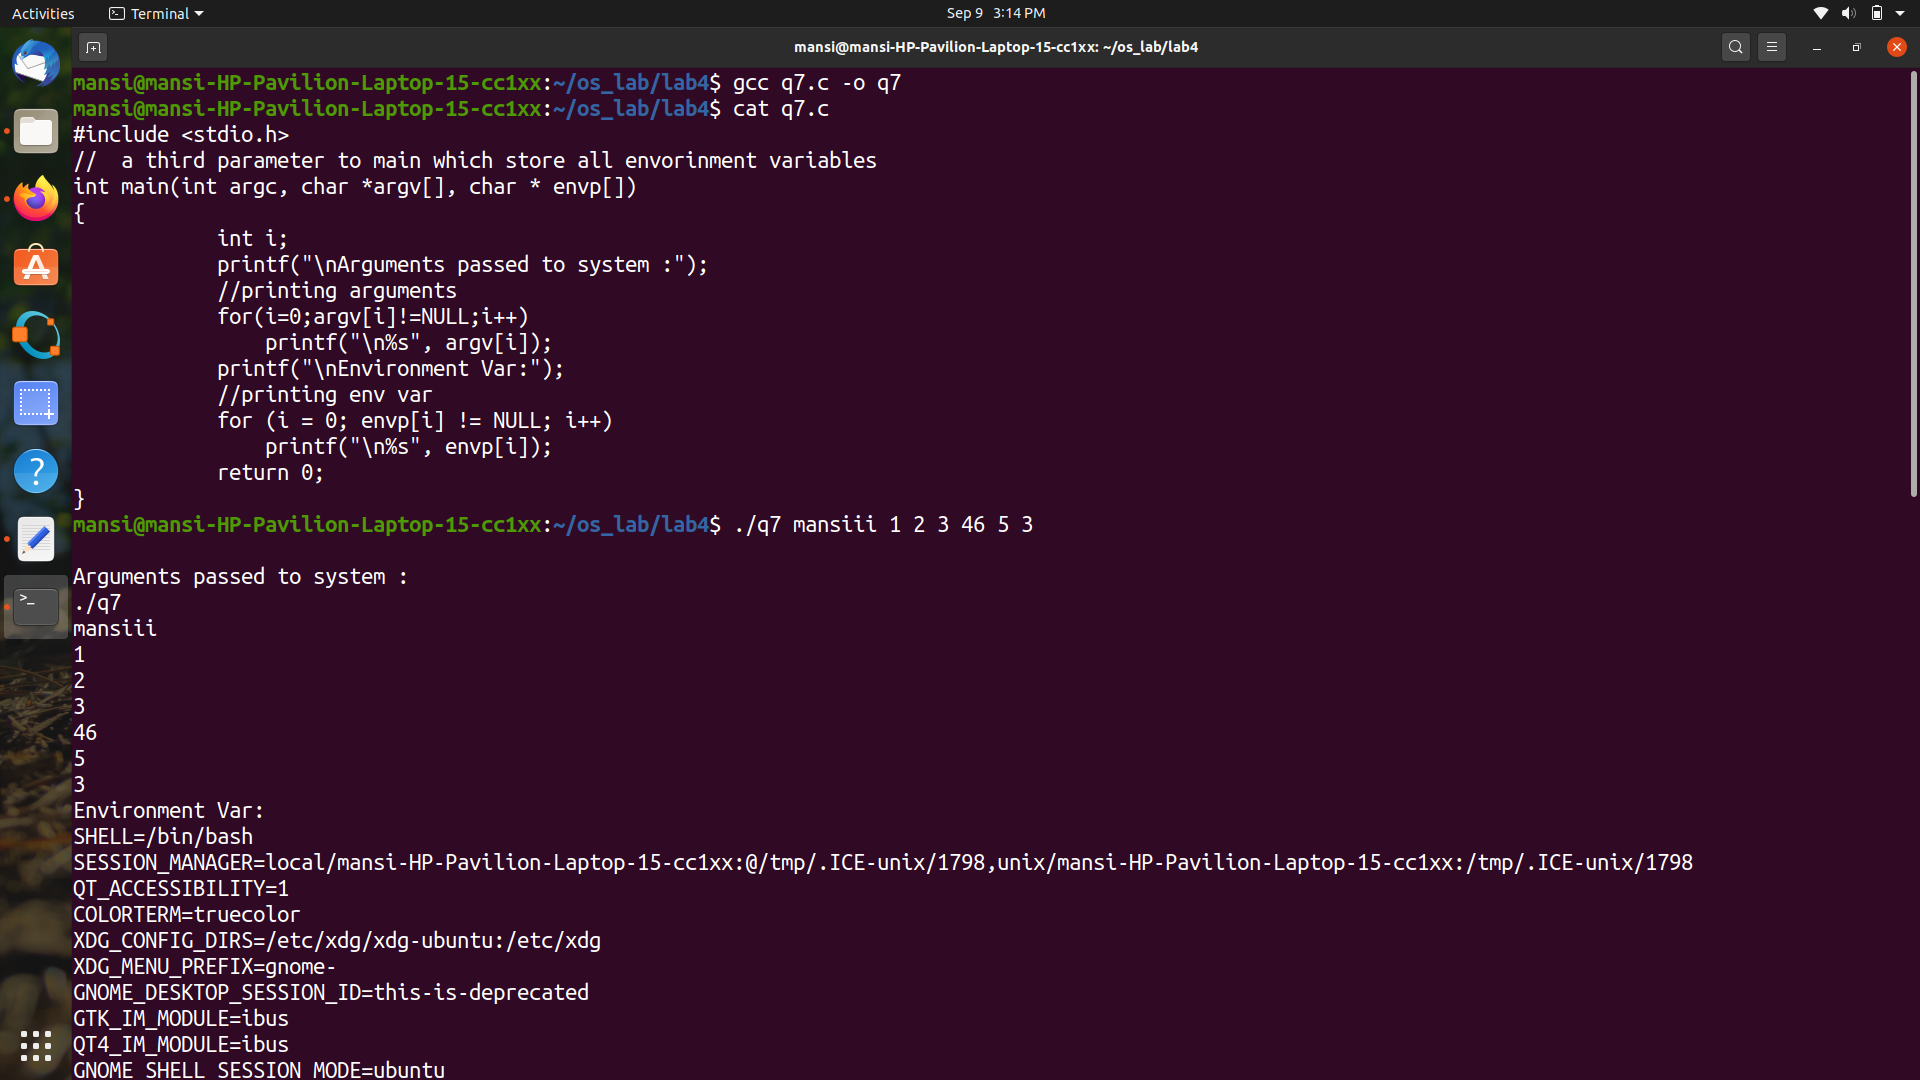 Activities Terminal Sep 9 3:14 PM
mansi@mansi-HP-Pavilion-Laptop-15-cc1xx: ~/os_lab/lab4
mansi@mansi-HP-Pavilion-Laptop-15-cc1xx:~/os_lab/lab4$ gcc q7.c -o q7
mansi@mansi-HP-Pavilion-Laptop-15-cc1xx:~/os_lab/lab4$ cat q7.c
#include <stdio.h>
//  a third parameter to main which store all envorinment variables
int main(int argc, char *argv[], char * envp[])
{
            int i;
            printf("\nArguments passed to system :");
            //printing arguments
            for(i=0;argv[i]!=NULL;i++)
                printf("\n%s", argv[i]);
            printf("\nEnvironment Var:");
            //printing env var
            for (i = 0; envp[i] != NULL; i++)
                printf("\n%s", envp[i]);
            return 0;
}
mansi@mansi-HP-Pavilion-Laptop-15-cc1xx:~/os_lab/lab4$ ./q7 mansiii 1 2 3 46 5 3

Arguments passed to system :
./q7
mansiii
1
2
3
46
5
3
Environment Var:
SHELL=/bin/bash
SESSION_MANAGER=local/mansi-HP-Pavilion-Laptop-15-cc1xx:@/tmp/.ICE-unix/1798,unix/mansi-HP-Pavilion-Laptop-15-cc1xx:/tmp/.ICE-unix/1798
QT_ACCESSIBILITY=1
COLORTERM=truecolor
XDG_CONFIG_DIRS=/etc/xdg/xdg-ubuntu:/etc/xdg
XDG_MENU_PREFIX=gnome-
GNOME_DESKTOP_SESSION_ID=this-is-deprecated
GTK_IM_MODULE=ibus
QT4_IM_MODULE=ibus
GNOME_SHELL_SESSION_MODE=ubuntu